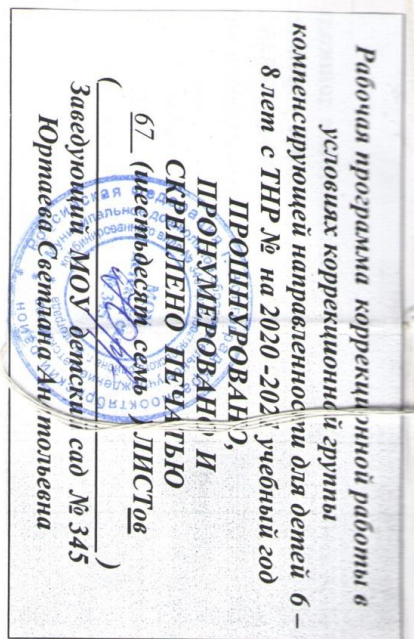 Рабочая программа коррекционной работы в
условиях коррекционной группы
компенсирующей направленности для детей 6 –
8 лет с ТНР № на 2020 -2021 учебный год
ПРОШНУРОВАНО,
ПРОНУМЕРОВАНО И
СКРЕПЛЕНО ПЕЧАТЬЮ
67 (шестьдесят семь) ЛИСТов
( )
Заведующий МОУ детский сад № 345
Юртаева Светлана Анатольевна